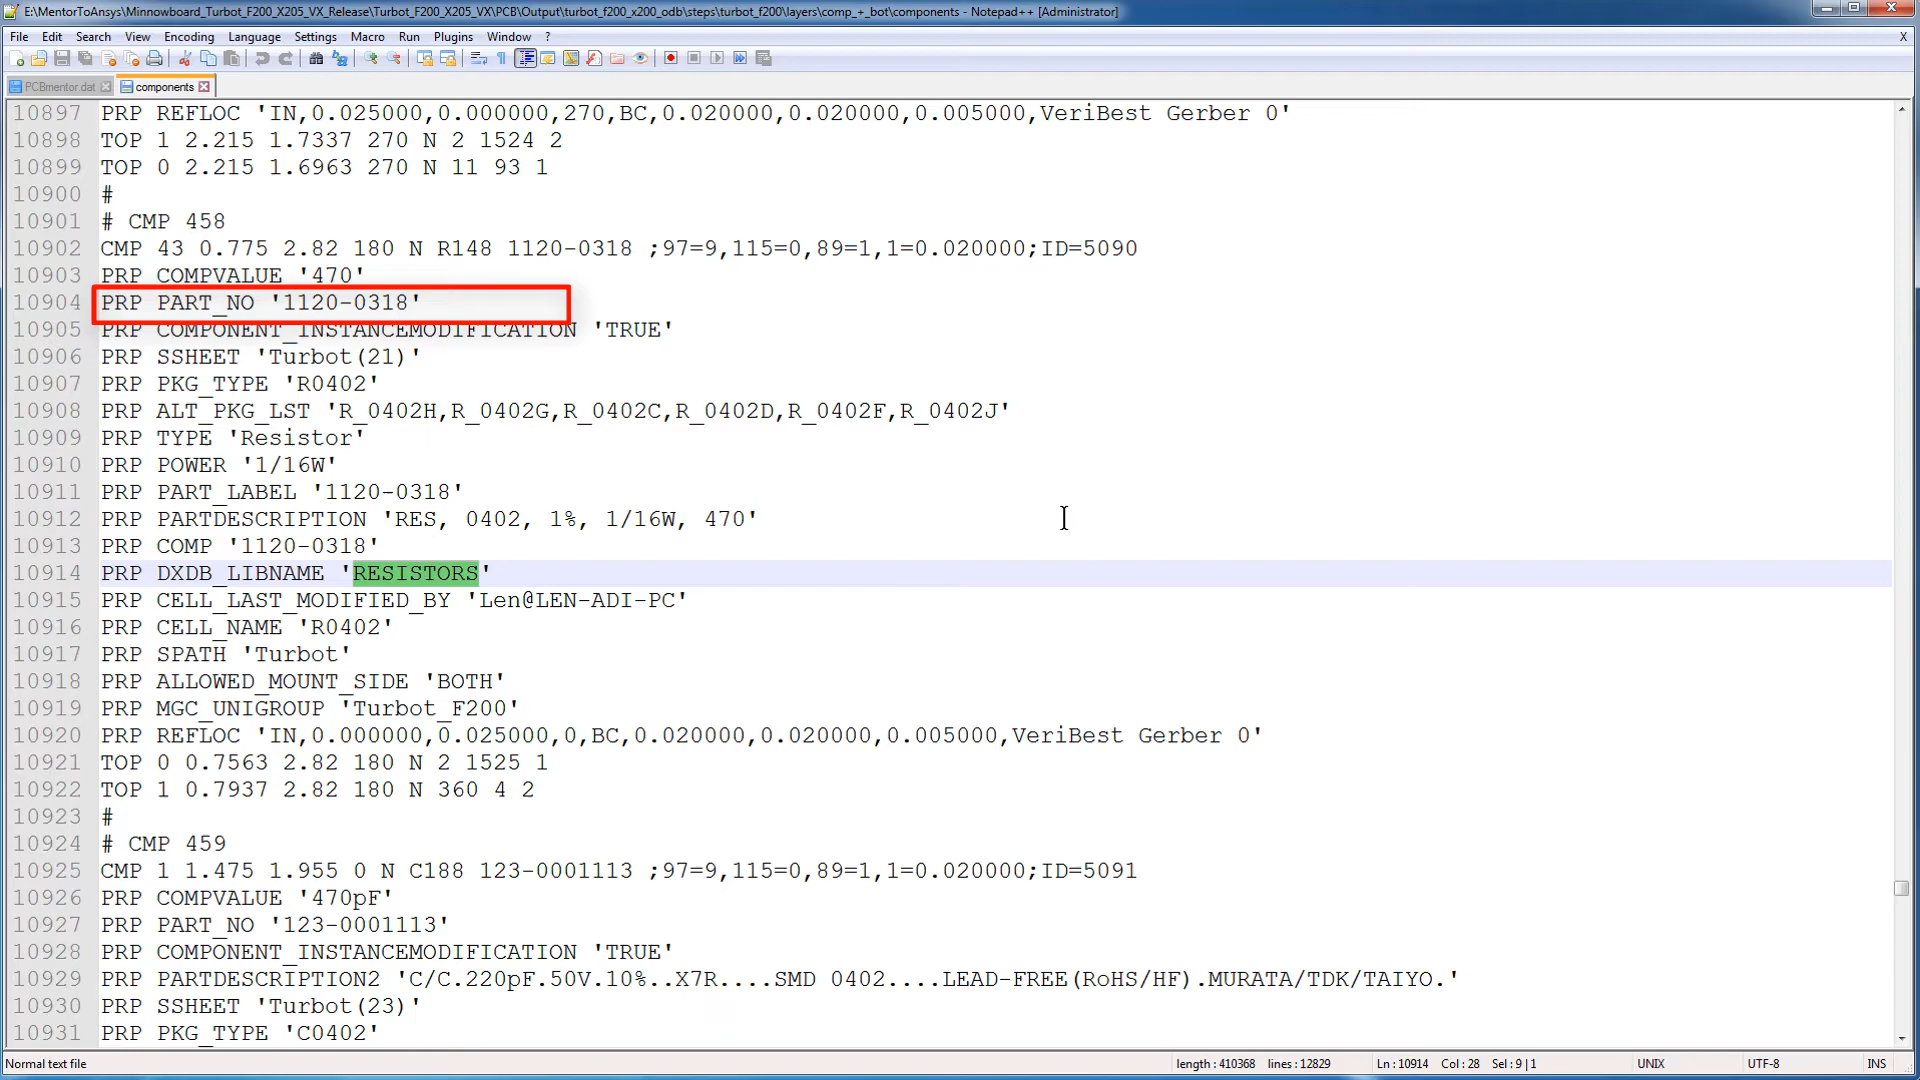 E:\MentorToAnsys\Minnowboard_Turbot_F200_X205_VX_Release\Turbot_F200_X205_VX\PCB\Output\turbot_f200_x200_odb\steps\turbot_f200\layers\comp_+_bot\components - Notepad++ [Administrator]
File Edit Search View Encoding Language Settings Macro Run Plugins Window ? X
PCBmentor.dat components
10897 PRP REFLOC 'IN,0.025000,0.000000,270,BC,0.020000,0.020000,0.005000,VeriBest Gerber 0'
10898 TOP 1 2.215 1.7337 270 N 2 1524 2
10899 TOP 0 2.215 1.6963 270 N 11 93 1
10900 #
10901 # CMP 458
10902 CMP 43 0.775 2.82 180 N R148 1120-0318 ;97=9,115=0,89=1,1=0.020000;ID=5090
10903 PRP COMPVALUE '470'
10904 PRP PART_NO '1120-0318'
10905 PRP COMPONENT_INSTANCEMODIFICATION 'TRUE'
10906 PRP SSHEET 'Turbot(21)'
10907 PRP PKG_TYPE 'R0402'
10908 PRP ALT_PKG_LST 'R_0402H,R_0402G,R_0402C,R_0402D,R_0402F,R_0402J'
10909 PRP TYPE 'Resistor'
10910 PRP POWER '1/16W'
10911 PRP PART_LABEL '1120-0318'
10912 PRP PARTDESCRIPTION 'RES, 0402, 1%, 1/16W, 470'
10913 PRP COMP '1120-0318'
10914 PRP DXDB_LIBNAME 'RESISTORS'
10915 PRP CELL_LAST_MODIFIED_BY 'Len@LEN-ADI-PC'
10916 PRP CELL_NAME 'R0402'
10917 PRP SPATH 'Turbot'
10918 PRP ALLOWED_MOUNT_SIDE 'BOTH'
10919 PRP MGC_UNIGROUP 'Turbot_F200'
10920 PRP REFLOC 'IN,0.000000,0.025000,0,BC,0.020000,0.020000,0.005000,VeriBest Gerber 0'
10921 TOP 0 0.7563 2.82 180 N 2 1525 1
10922 TOP 1 0.7937 2.82 180 N 360 4 2
10923 #
10924 # CMP 459
10925 CMP 1 1.475 1.955 0 N C188 123-0001113 ;97=9,115=0,89=1,1=0.020000;ID=5091
10926 PRP COMPVALUE '470pF'
10927 PRP PART_NO '123-0001113'
10928 PRP COMPONENT_INSTANCEMODIFICATION 'TRUE'
10929 PRP PARTDESCRIPTION2 'C/C.220pF.50V.10%..X7R....SMD 0402....LEAD-FREE(RoHS/HF).MURATA/TDK/TAIYO.'
10930 PRP SSHEET 'Turbot(23)'
10931 PRP PKG_TYPE 'C0402'
Normal text file length : 410368 lines : 12829 Ln : 10914 Col : 28 Sel : 9 | 1 UNIX UTF-8 INS